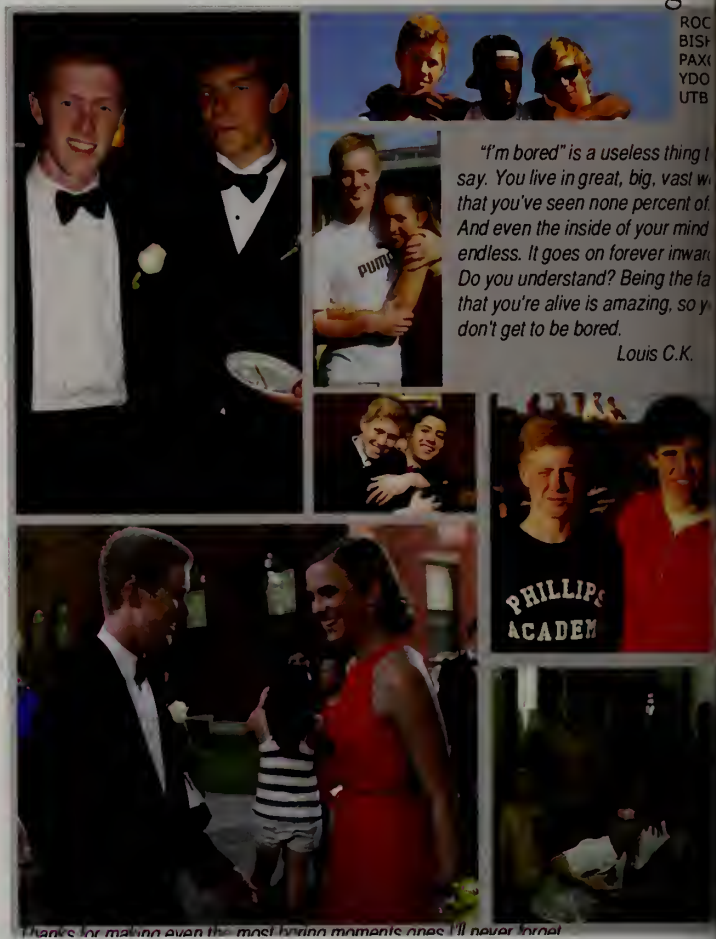 ROC
BISH
PAX
YDO
UTB
"I'm bored" is a useless thing t
say. You live in great, big, vast w
that you've seen none percent of.
And even the inside of your mind
endless. It goes on forever inward
Do you understand? Being the fa
that you're alive is amazing, so y
don't get to be bored.
Louis C.K.
PUMA
PHILLIPS
ACADEM
Thanks for making even the most boring moments ones I'll never forget